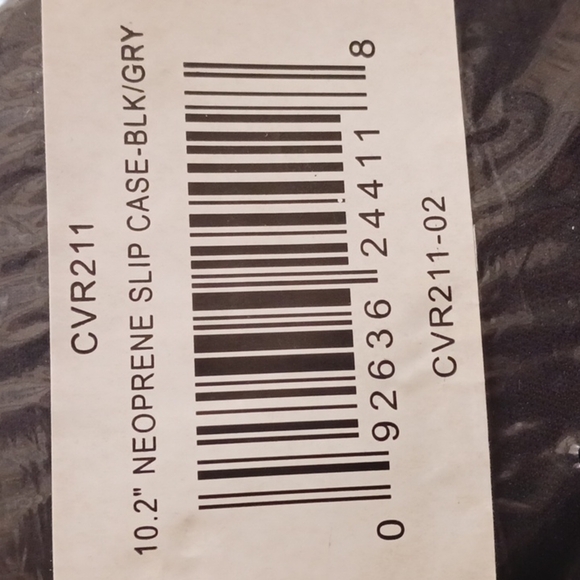 CVR211
10.2" NEOPRENE SLIP CASE-BLK/GRY
0 92636 24411 8
CVR211-02